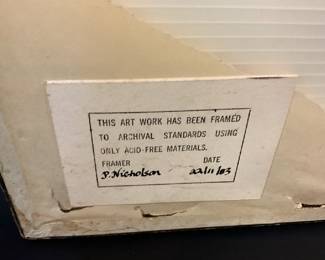 THIS ART WORK HAS BEEN FRAMED
TO ARCHIVAL STANDARDS USING
ONLY ACID-FREE MATERIALS.
FRAMER DATE
P. Nicholson 22/11/83